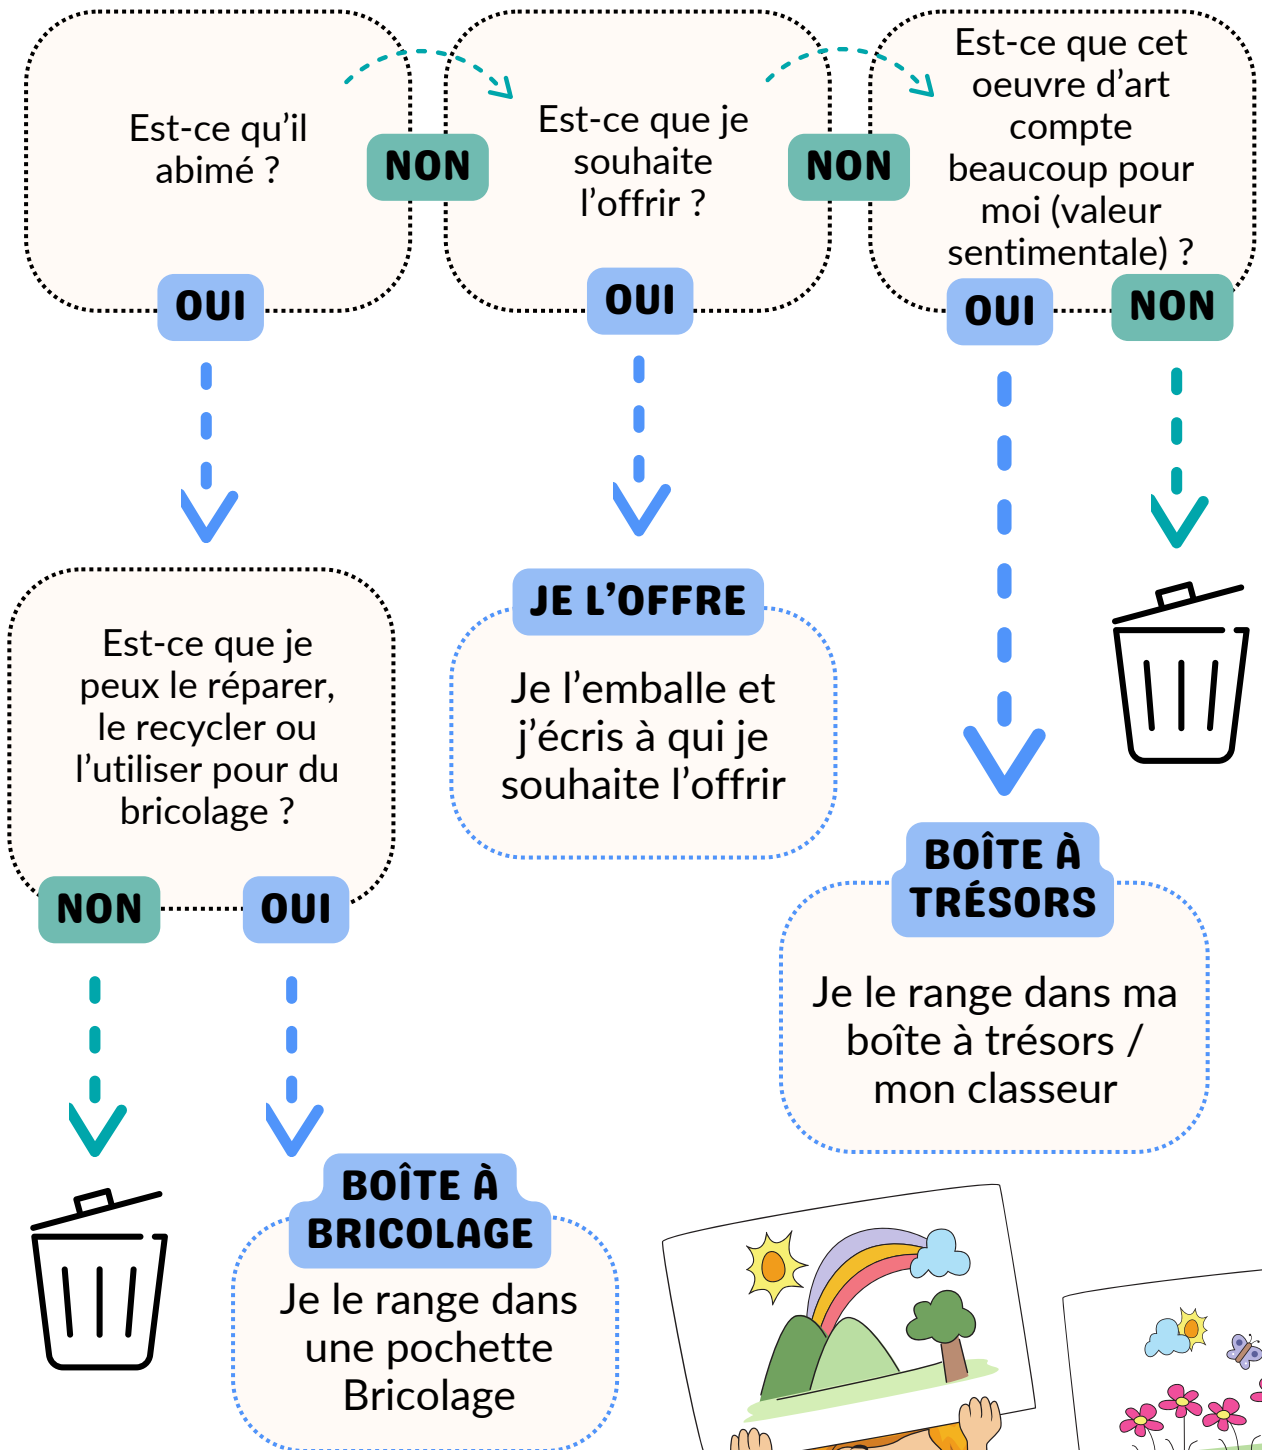 Est-ce qu'il
abimé ?
NON
OUI
Est-ce que je
souhaite
l'offrir ?
NON
OUI
Est-ce que cet
oeuvre d'art
compte
beaucoup pour
moi (valeur
sentimentale) ?
OUI
NON
Est-ce que je
peux le réparer,
le recycler ou
l'utiliser pour du
bricolage ?
NON
OUI
JE L'OFFRE
Je l'emballe et
j'écris à qui je
souhaite l'offrir
BOÎTE À
TRÉSORS
Je le range dans ma
boîte à trésors /
mon classeur
BOÎTE À
BRICOLAGE
Je le range dans
une pochette
Bricolage